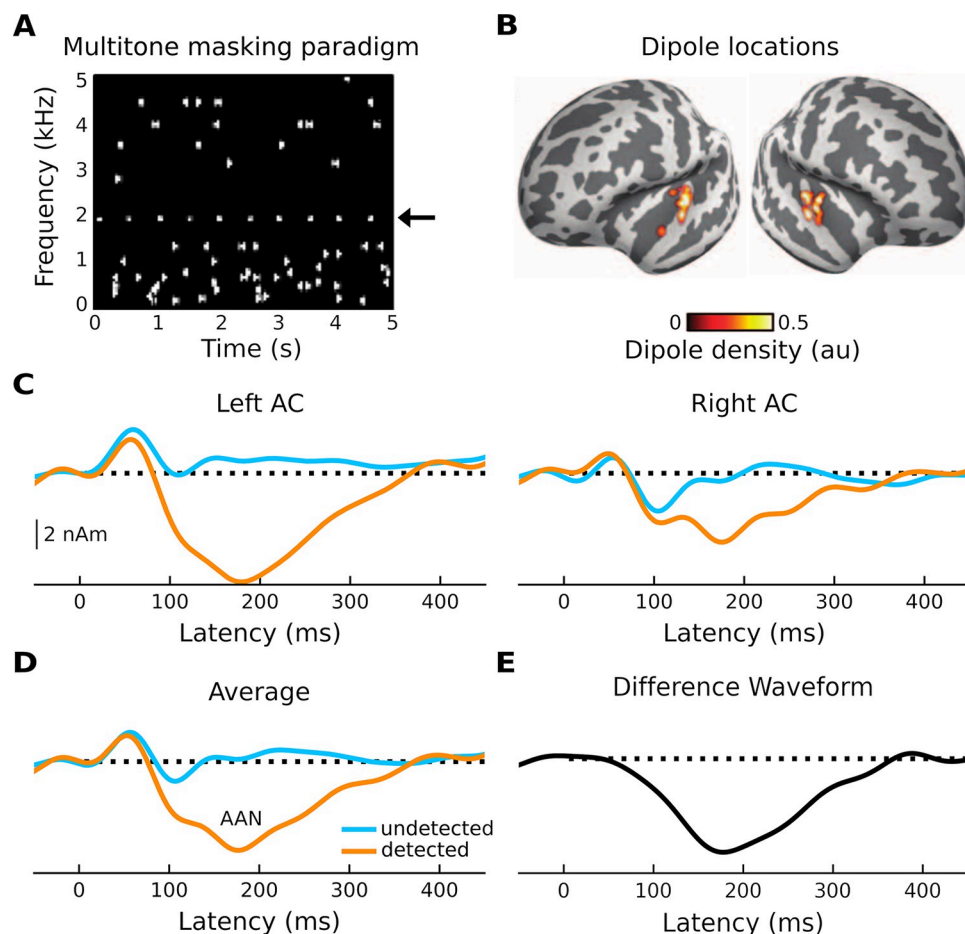 A
Multitone masking paradigm
Frequency (kHz)
5
4
3
2
1
0
0 1 2 3 4 5
Time (s)
B
Dipole locations
0 0.5
Dipole density (au)
C
Left AC
2 nAm
0 100 200 300 400
Latency (ms)
Right AC
0 100 200 300 400
Latency (ms)
D
Average
AAN
undetected
detected
0 100 200 300 400
Latency (ms)
E
Difference Waveform
0 100 200 300 400
Latency (ms)